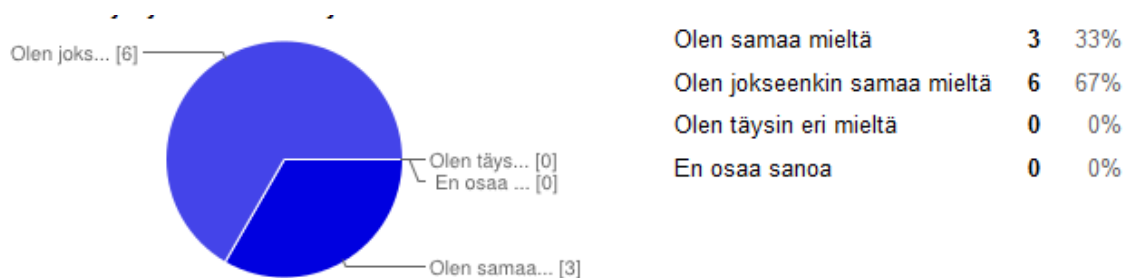 Olen joks... [6]
Olen täys... [0]
En osaa ... [0]
Olen samaa... [3]
Olen samaa mieltä 3 33%
Olen jokseenkin samaa mieltä 6 67%
Olen täysin eri mieltä 0 0%
En osaa sanoa 0 0%